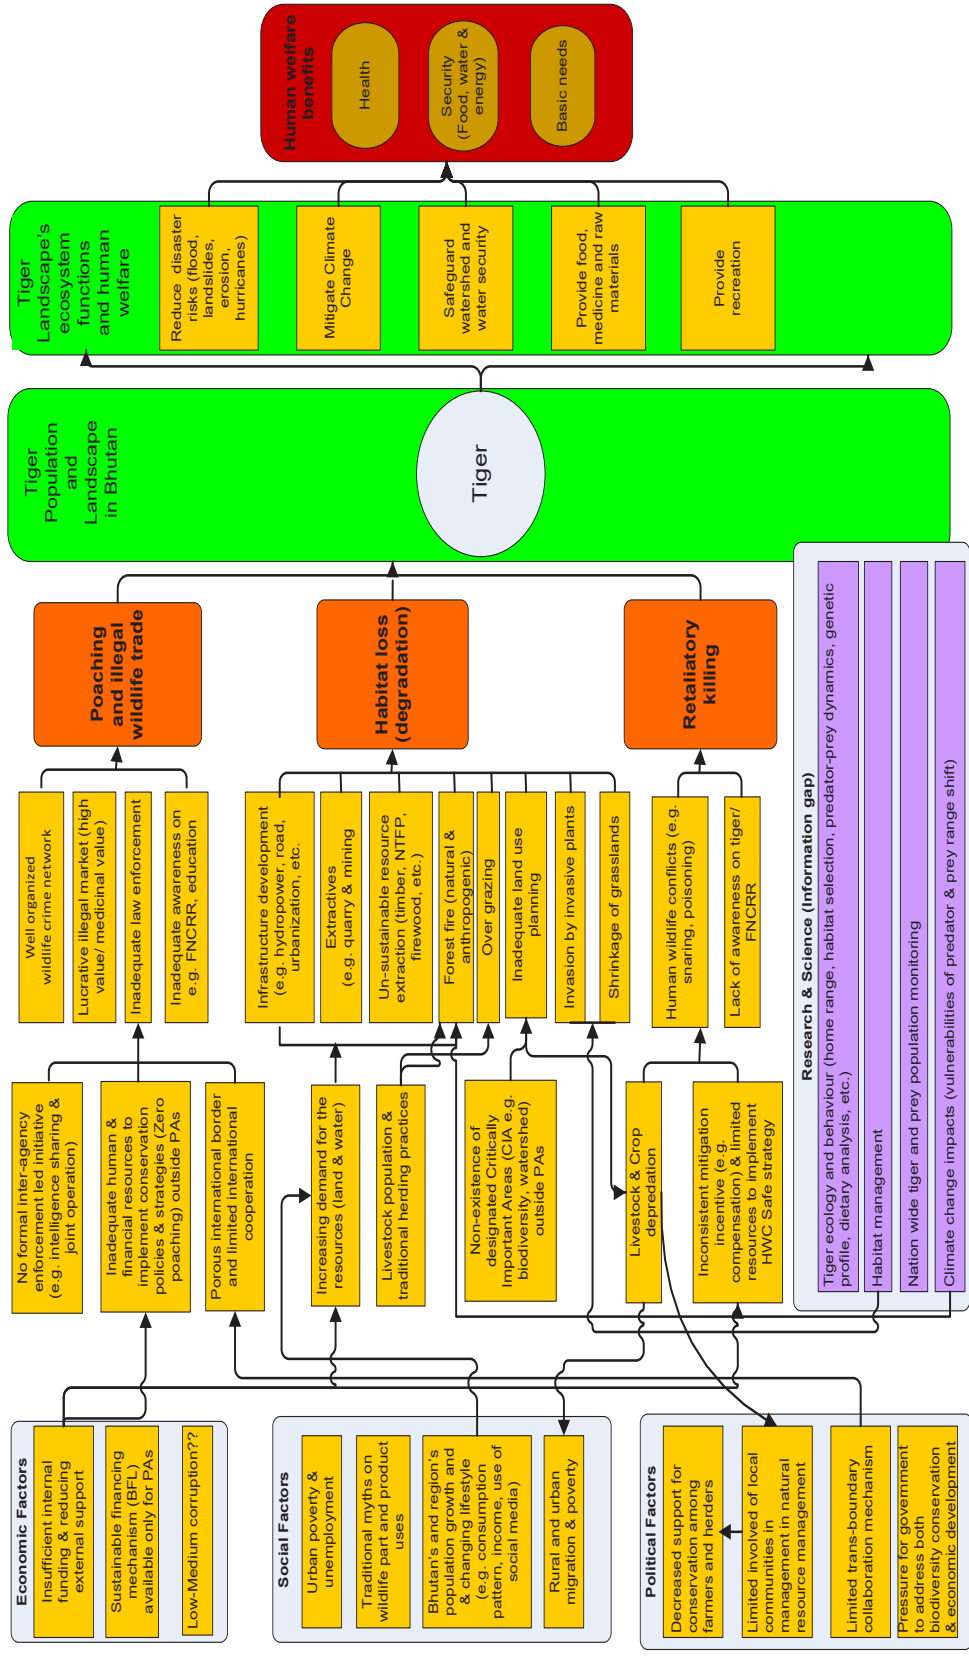 Economic Factors
Insufficient internal
funding & reducing
external support
Sustainable financing
mechanism (BFL)
available only for PAs
Low-Medium corruption??
Social Factors
Urban poverty &
unemployment
Traditional myths on
wildlife part and product
uses
Bhutan's and region's
population growth and
& changing lifestyle
(e.g. consumption
pattern, income, use of
social media)
Rural and urban
migration & poverty
Political Factors
Decreased support for
conservation among
farmers and herders
Limited involved of local
communities in
management in natural
resource management
Limited trans-boundary
collaboration mechanism
Pressure for government
to address both
biodiversity conservation
& economic development
No formal inter-agency
enforcement led initiative
(e.g. intelligence sharing &
joint operation)
Inadequate human &
financial resources to
implement conservation
policies & strategies (Zero
poaching) outside PAs
Porous international border
and limited international
cooperation
Increasing demand for the
resources (land & water)
Livestock population &
traditional herding practices
Non-existence of
designated Critically
Important Areas (CIA e.g.
biodiversity, watershed)
outside PAs
Livestock & Crop
depredation
Inconsistent mitigation
incentive (e.g.
compensation) & limited
resources to implement
HWC Safe strategy
Well organized
wildlife crime network
Lucrative illegal market (high
value/ medicinal value)
Inadequate law enforcement
Inadequate awareness on
e.g. FNCRR, education
Infrastructure development
(e.g. hydropower, road,
urbanization, etc.
Extractives
(e.g. quarry & mining
Un-sustainable resource
extraction (timber, NTFP,
firewood, etc.)
Forest fire (natural &
anthropogenic)
Over grazing
Inadequate land use
planning
Invasion by invasive plants
Shrinkage of grasslands
Human wildlife conflicts (e.g.
snaring, poisoning)
Lack of awareness on tiger/
FNCRR
Poaching
and illegal
wildlife trade
Habitat loss
(degradation)
Retaliatory
killing
Research & Science (Information gap)
Tiger ecology and behaviour (home range, habitat selection, predator-prey dynamics, genetic
profile, dietary analysis, etc.)
Habitat management
Nation wide tiger and prey population monitoring
Climate change impacts (vulnerabilities of predator & prey range shift)
Tiger
Population
and
Landscape
in Bhutan
Tiger
Tiger
Landscape's
ecosystem
functions
and human
welfare
Reduce disaster
risks (flood,
landslides,
erosion,
hurricanes)
Mitigate Climate
Change
Safeguard
watershed and
water security
Provide food,
medicine and raw
materials
Provide
recreation
Human welfare
benefits
Health
Security
(Food, water &
energy)
Basic needs